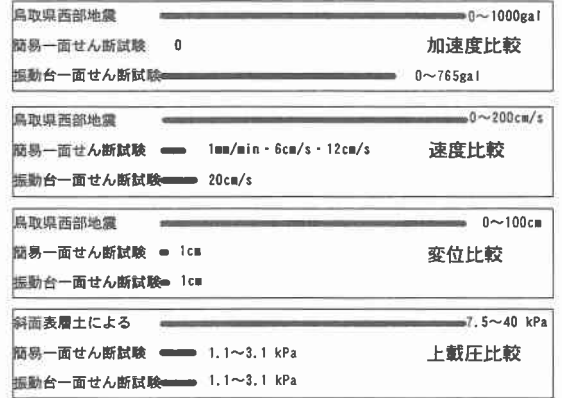 鳥取県西部地震 0～1000gal
簡易一面せん断試験 0 加速度比較
振動台一面せん断試験 0～765gal
鳥取県西部地震 0～200cm/s
簡易一面せん断試験 1mm/min・6cm/s・12cm/s 速度比較
振動台一面せん断試験 20cm/s
鳥取県西部地震 0～100cm
簡易一面せん断試験 1cm 変位比較
振動台一面せん断試験 1cm
斜面表層土による 7.5～40 kPa
簡易一面せん断試験 1.1～3.1 kPa 上載圧比較
振動台一面せん断試験 1.1～3.1 kPa